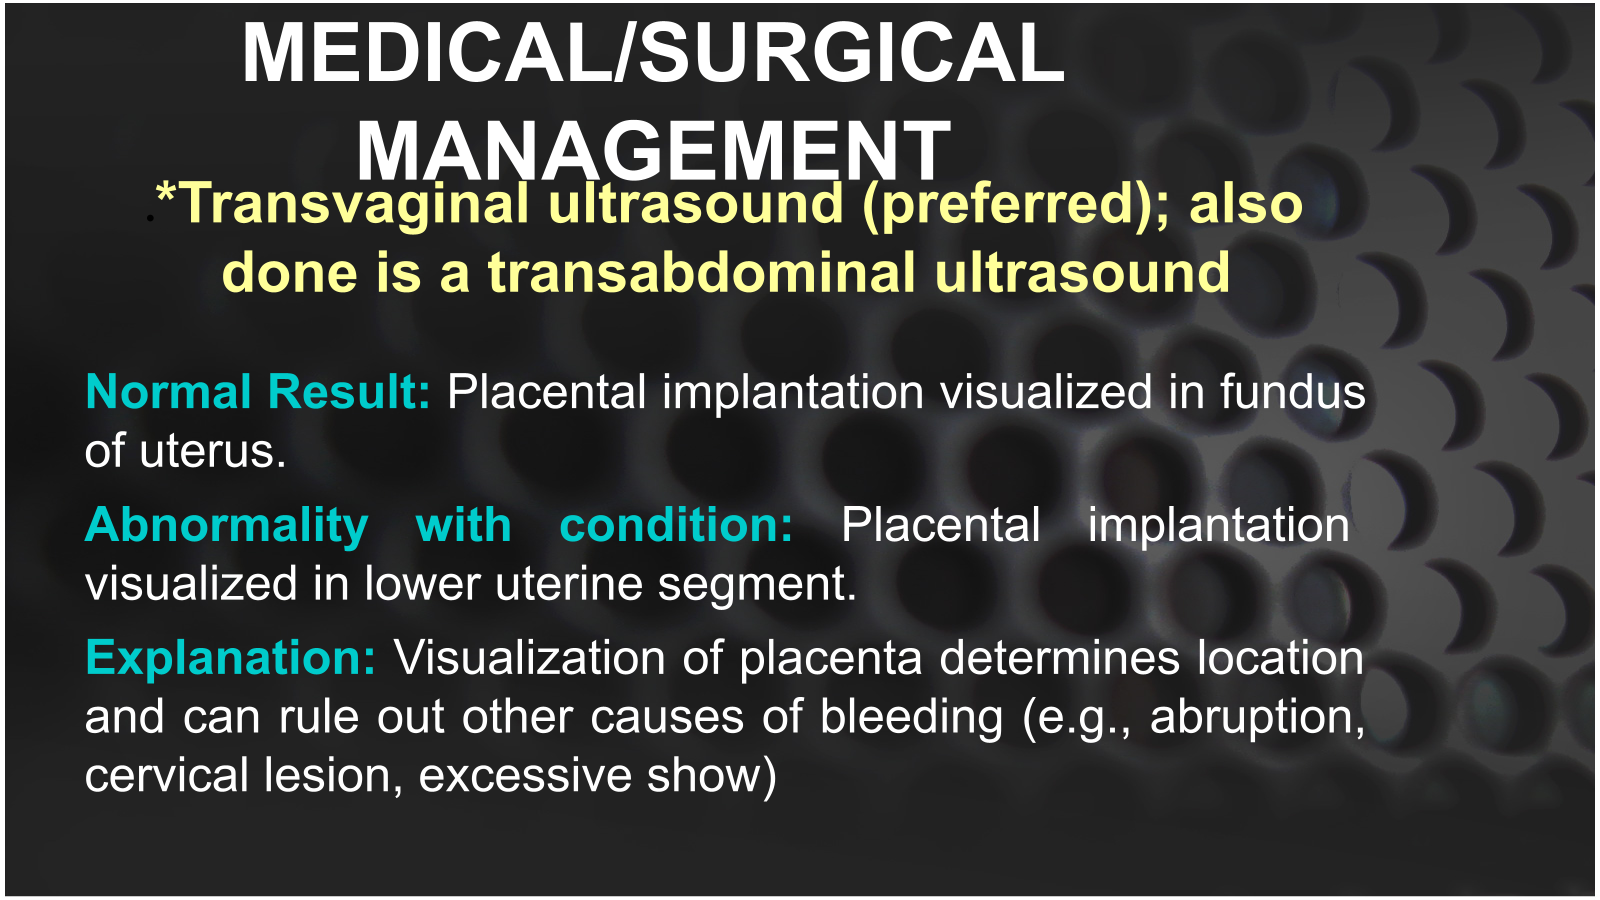 MEDICAL/SURGICAL
MANAGEMENT
.*Transvaginal ultrasound (preferred); also
done is a transabdominal ultrasound
Normal Result: Placental implantation visualized in fundus
of uterus.
Abnormality with condition: Placental implantation
visualized in lower uterine segment.
Explanation: Visualization of placenta determines location
and can rule out other causes of bleeding (e.g., abruption,
cervical lesion, excessive show)